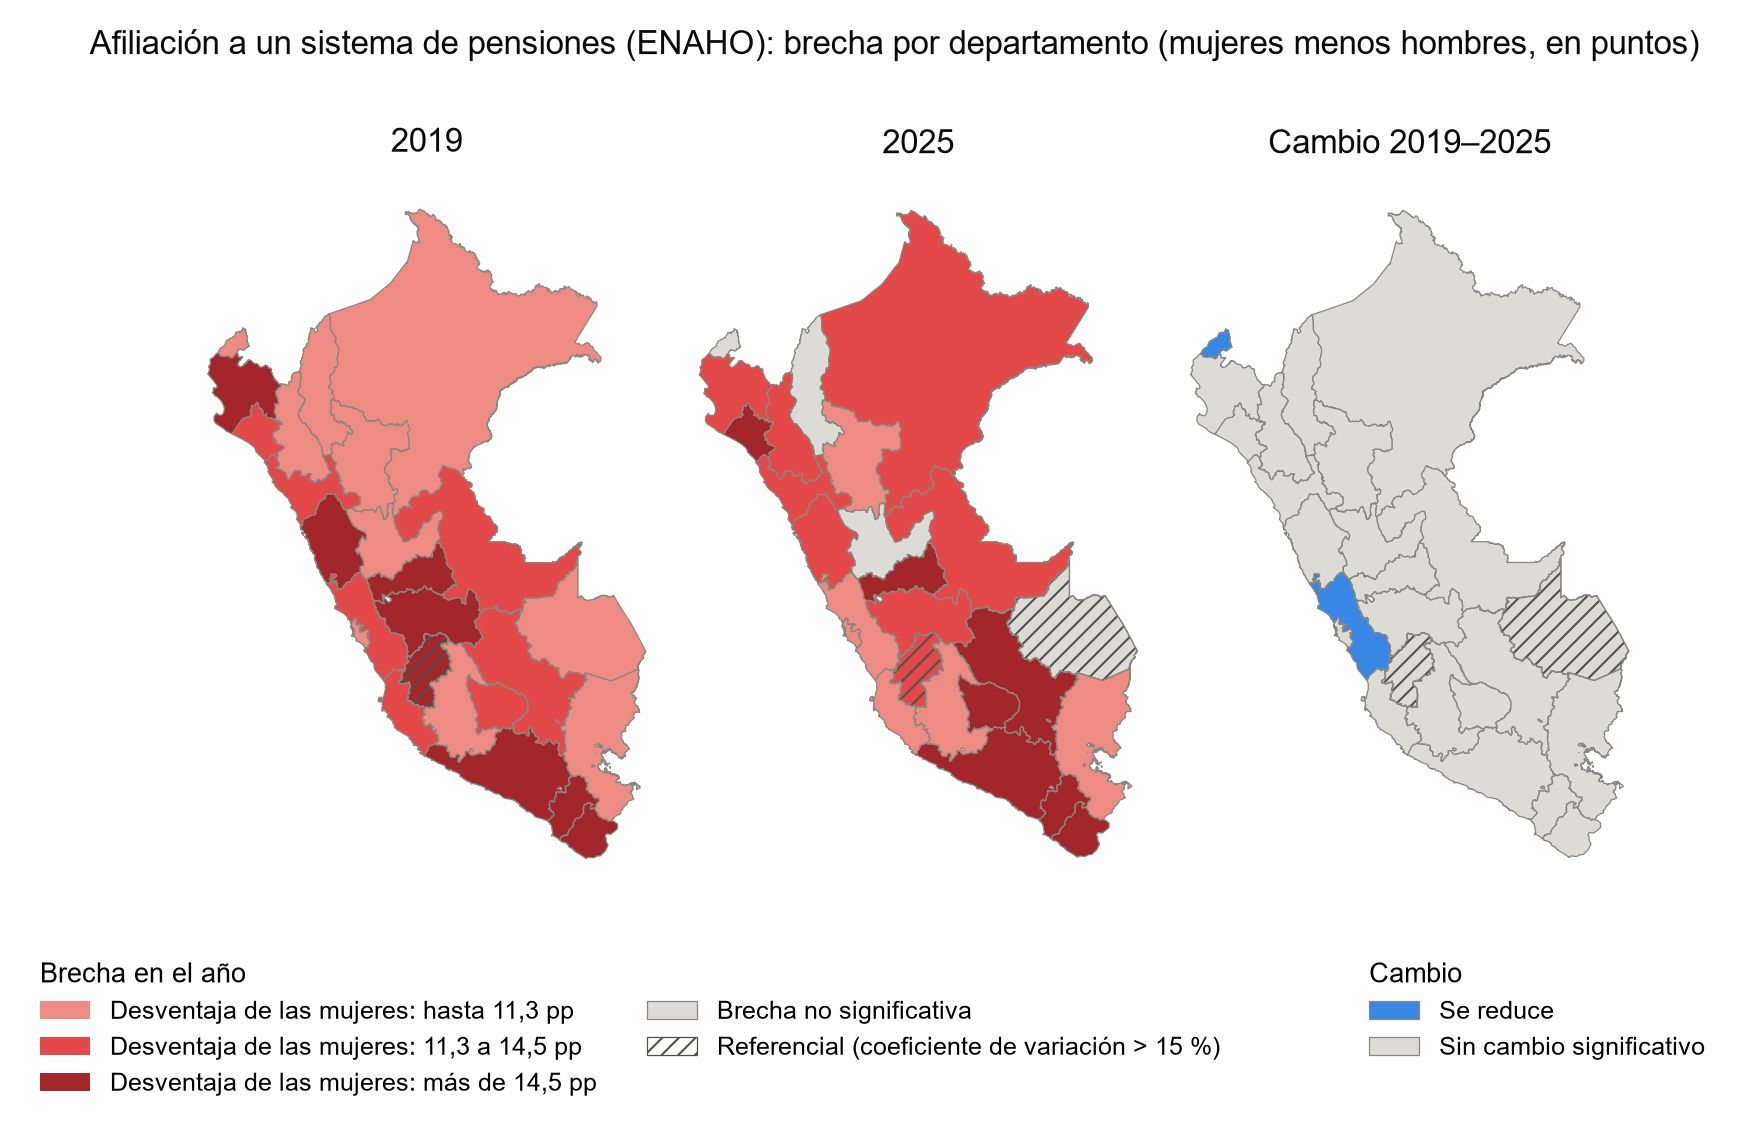 Afiliación a un sistema de pensiones (ENAHO): brecha por departamento (mujeres menos hombres, en puntos)
2019
2025
Cambio 2019–2025
Brecha en el año
Desventaja de las mujeres: hasta 11,3 pp
Desventaja de las mujeres: 11,3 a 14,5 pp
Desventaja de las mujeres: más de 14,5 pp
Brecha no significativa
Referencial (coeficiente de variación > 15 %)
Cambio
Se reduce
Sin cambio significativo